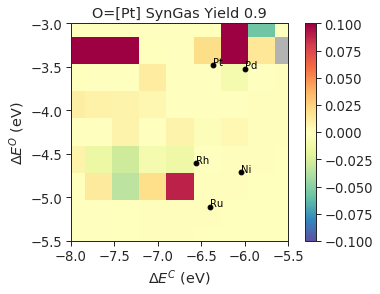 O=[Pt] SynGas Yield 0.9
ΔE^O (eV)
−3.0
−3.5
−4.0
−4.5
−5.0
−5.5
Pt
Pd
Rh
Ni
Ru
−8.0 −7.5 −7.0 −6.5 −6.0 −5.5
ΔE^C (eV)
0.100
0.075
0.050
0.025
0.000
−0.025
−0.050
−0.075
−0.100